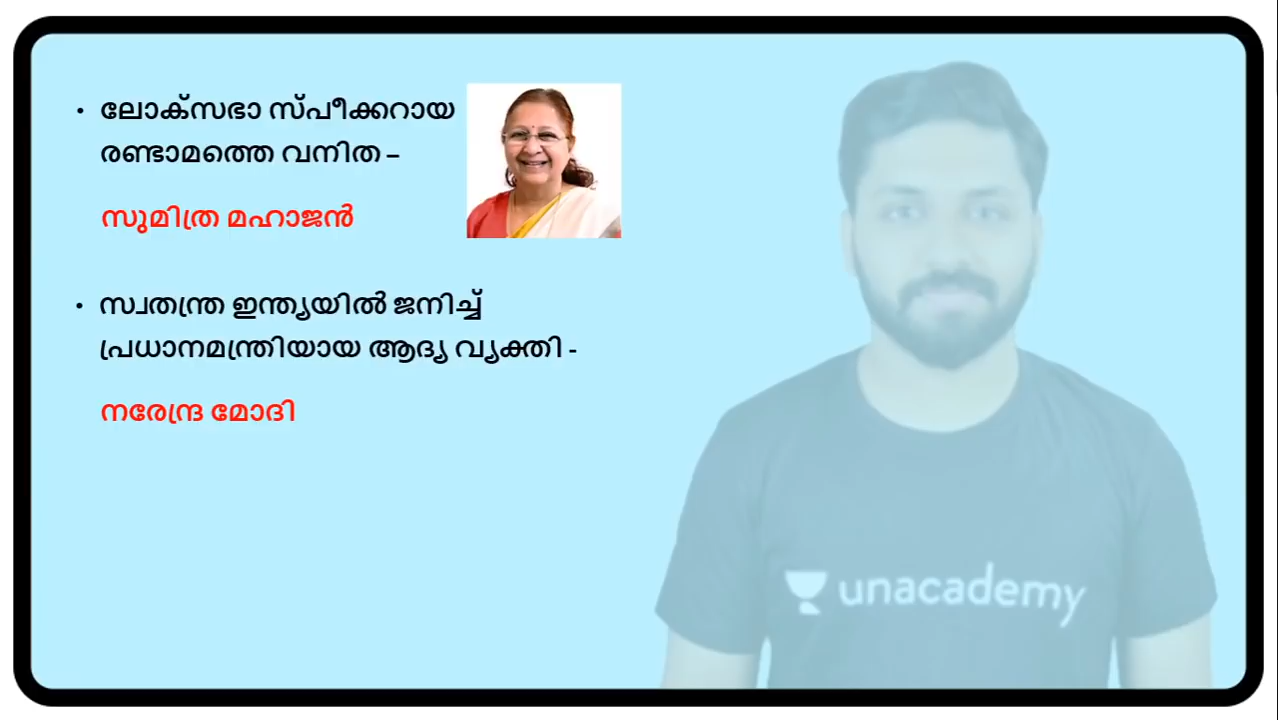 • ലോക്സഭാ സ്പീക്കറായ
രണ്ടാമത്തെ വനിത –
സുമിത്ര മഹാജൻ
• സ്വതന്ത്ര ഇന്ത്യയിൽ ജനിച്ച്
പ്രധാനമന്ത്രിയായ ആദ്യ വ്യക്തി -
നരേന്ദ്ര മോദി
unacademy